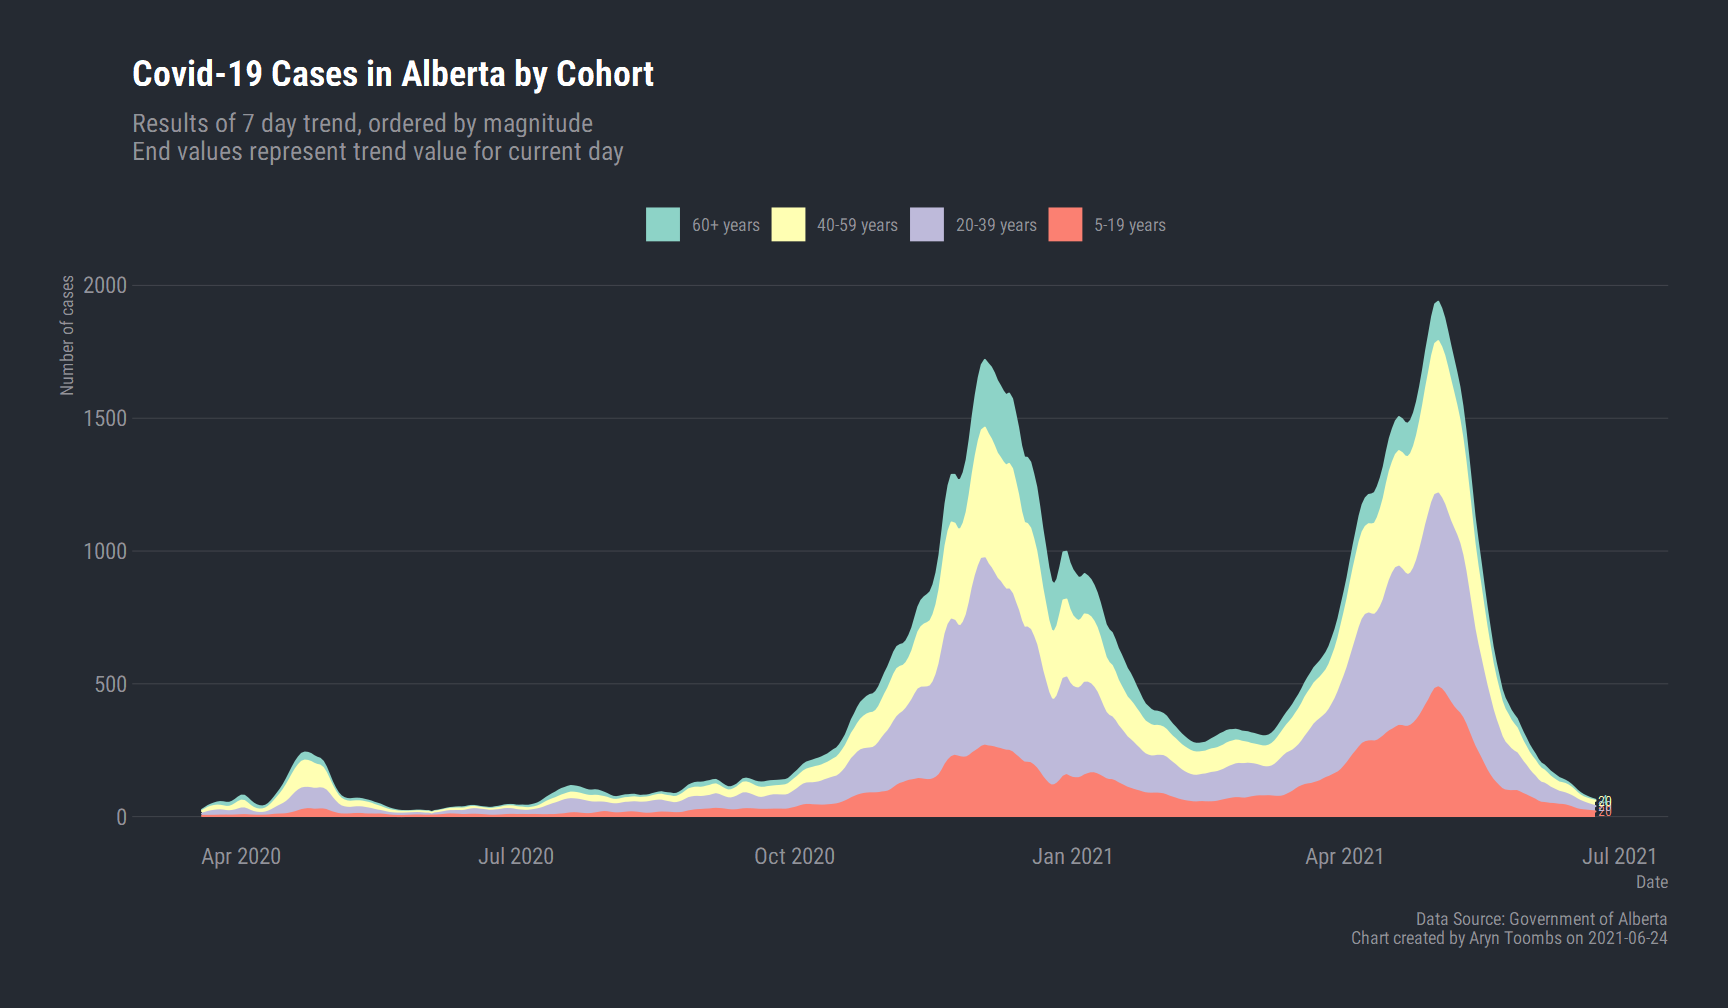 Covid-19 Cases in Alberta by Cohort
Results of 7 day trend, ordered by magnitude
End values represent trend value for current day
60+ years
40-59 years
20-39 years
5-19 years
Number of cases
2000
1500
1000
500
0
Apr 2020
Jul 2020
Oct 2020
Jan 2021
Apr 2021
Jul 2021
Date
Data Source: Government of Alberta
Chart created by Aryn Toombs on 2021-06-24